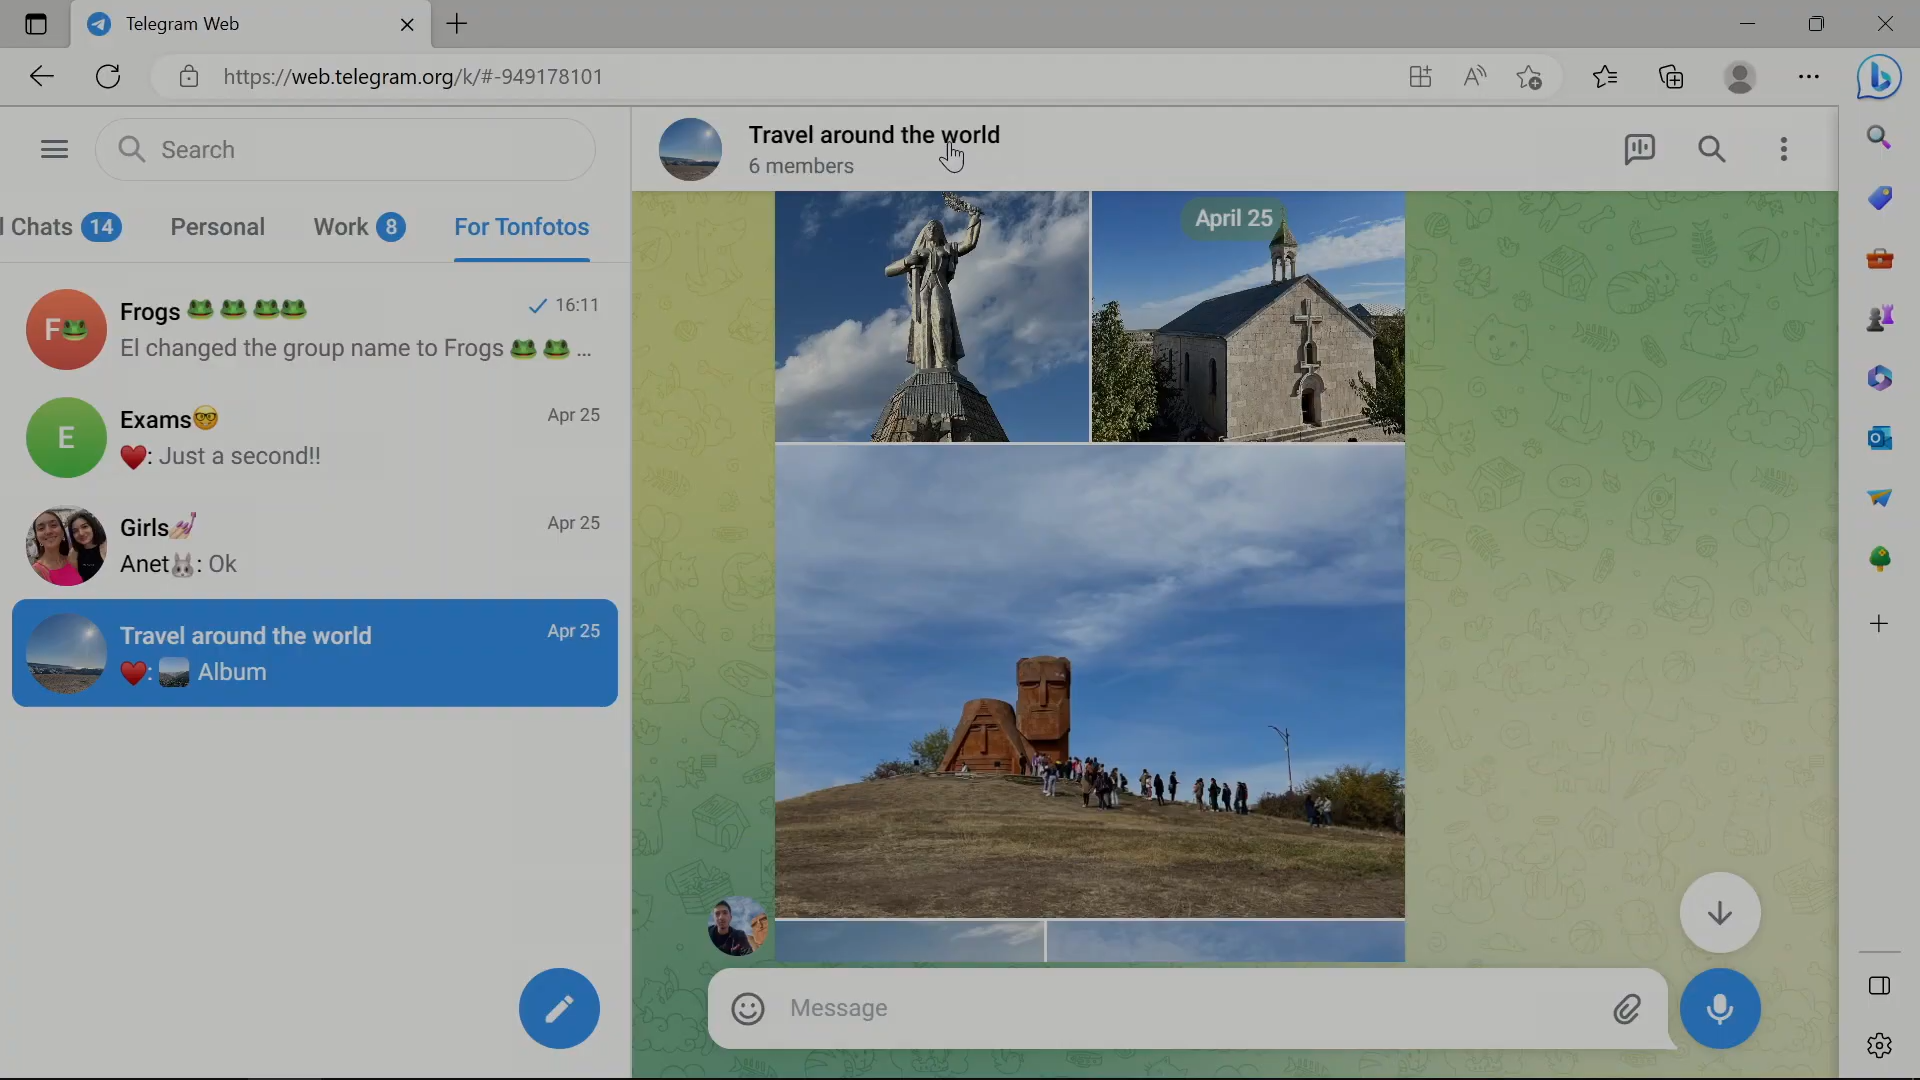 Telegram Web
https://web.telegram.org/k/#-949178101
Search
l Chats 14
Personal
Work 8
For Tonfotos
Frogs 🐸 🐸 🐸🐸
16:11
El changed the group name to Frogs 🐸 🐸 ...
Exams🤓
Apr 25
❤️: Just a second!!
Girls💅
Apr 25
Anet🐰: Ok
Travel around the world
Apr 25
❤️: Album
Travel around the world
6 members
April 25
Message
F🐸
E